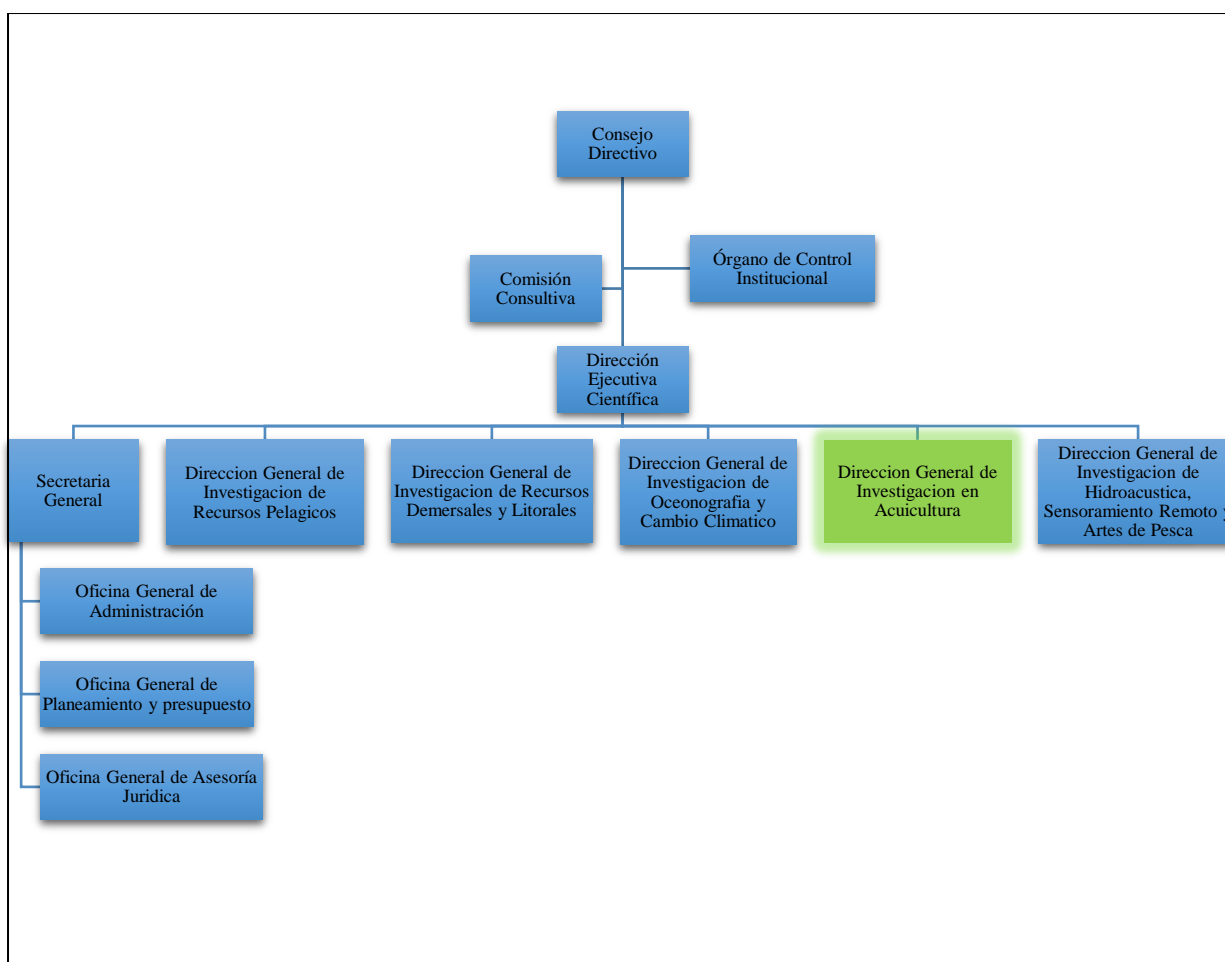 Consejo
Directivo
Órgano de Control
Institucional
Comisión
Consultiva
Dirección
Ejecutiva
Científica
Secretaria
General
Direccion General de
Investigacion de
Recursos Pelagicos
Direccion General de
Investigacion de Recursos
Demersales y Litorales
Direccion General de
Investigacion de
Oceonografia y
Cambio Climatico
Direccion General de
Investigacion en
Acuicultura
Direccion General de
Investigacion de
Hidroacustica,
Sensoramiento Remoto y
Artes de Pesca
Oficina General de
Administración
Oficina General de
Planeamiento y presupuesto
Oficina General de Asesoría
Juridica